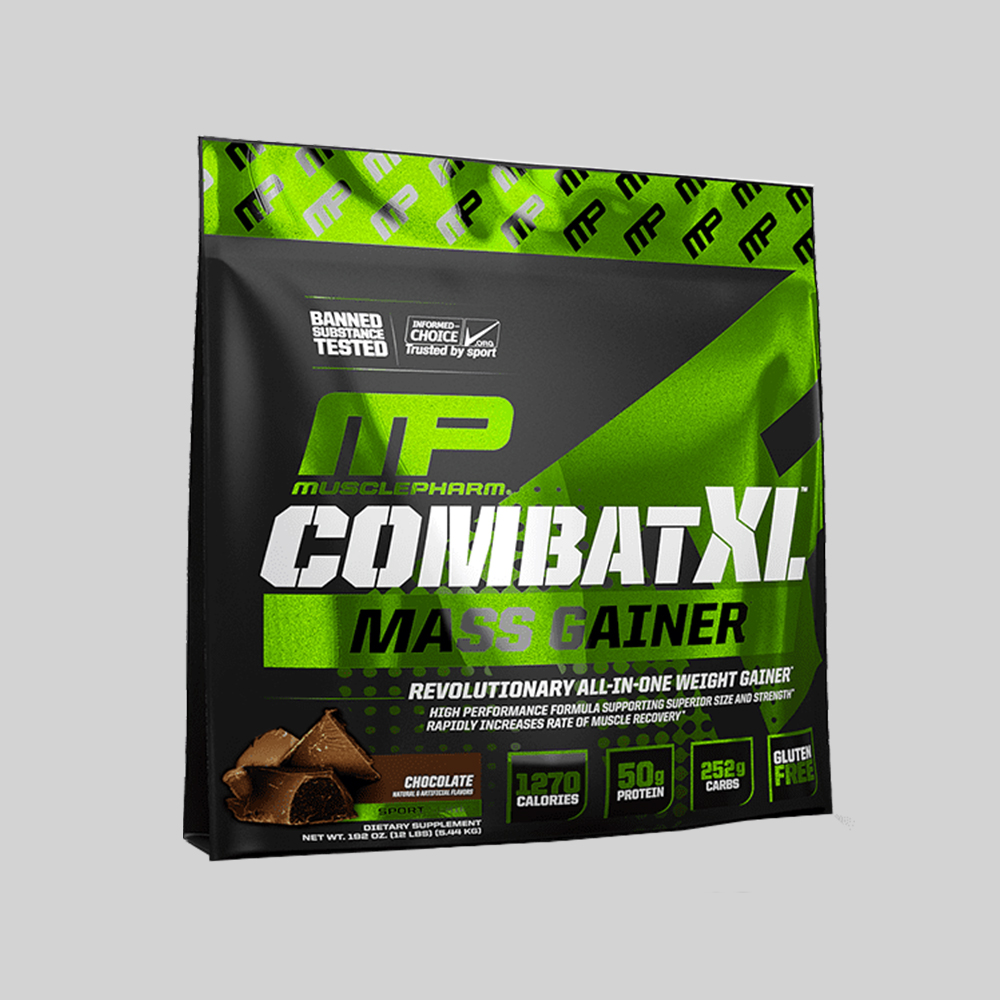 BANNED
SUBSTANCE
TESTED
INFORMED–
CHOICE
.ORG
Trusted by sport
MP
MUSCLEPHARM®
COMBAT XL™
MASS GAINER
REVOLUTIONARY ALL-IN-ONE WEIGHT GAINER*
HIGH PERFORMANCE FORMULA SUPPORTING SUPERIOR SIZE AND STRENGTH*
RAPIDLY INCREASES RATE OF MUSCLE RECOVERY*
CHOCOLATE
NATURAL & ARTIFICIAL FLAVORS
SPORT
DIETARY SUPPLEMENT
NET WT. 192 OZ. (12 LBS) (5.44 KG)
1270
CALORIES
50g
PROTEIN
252g
CARBS
GLUTEN
FREE